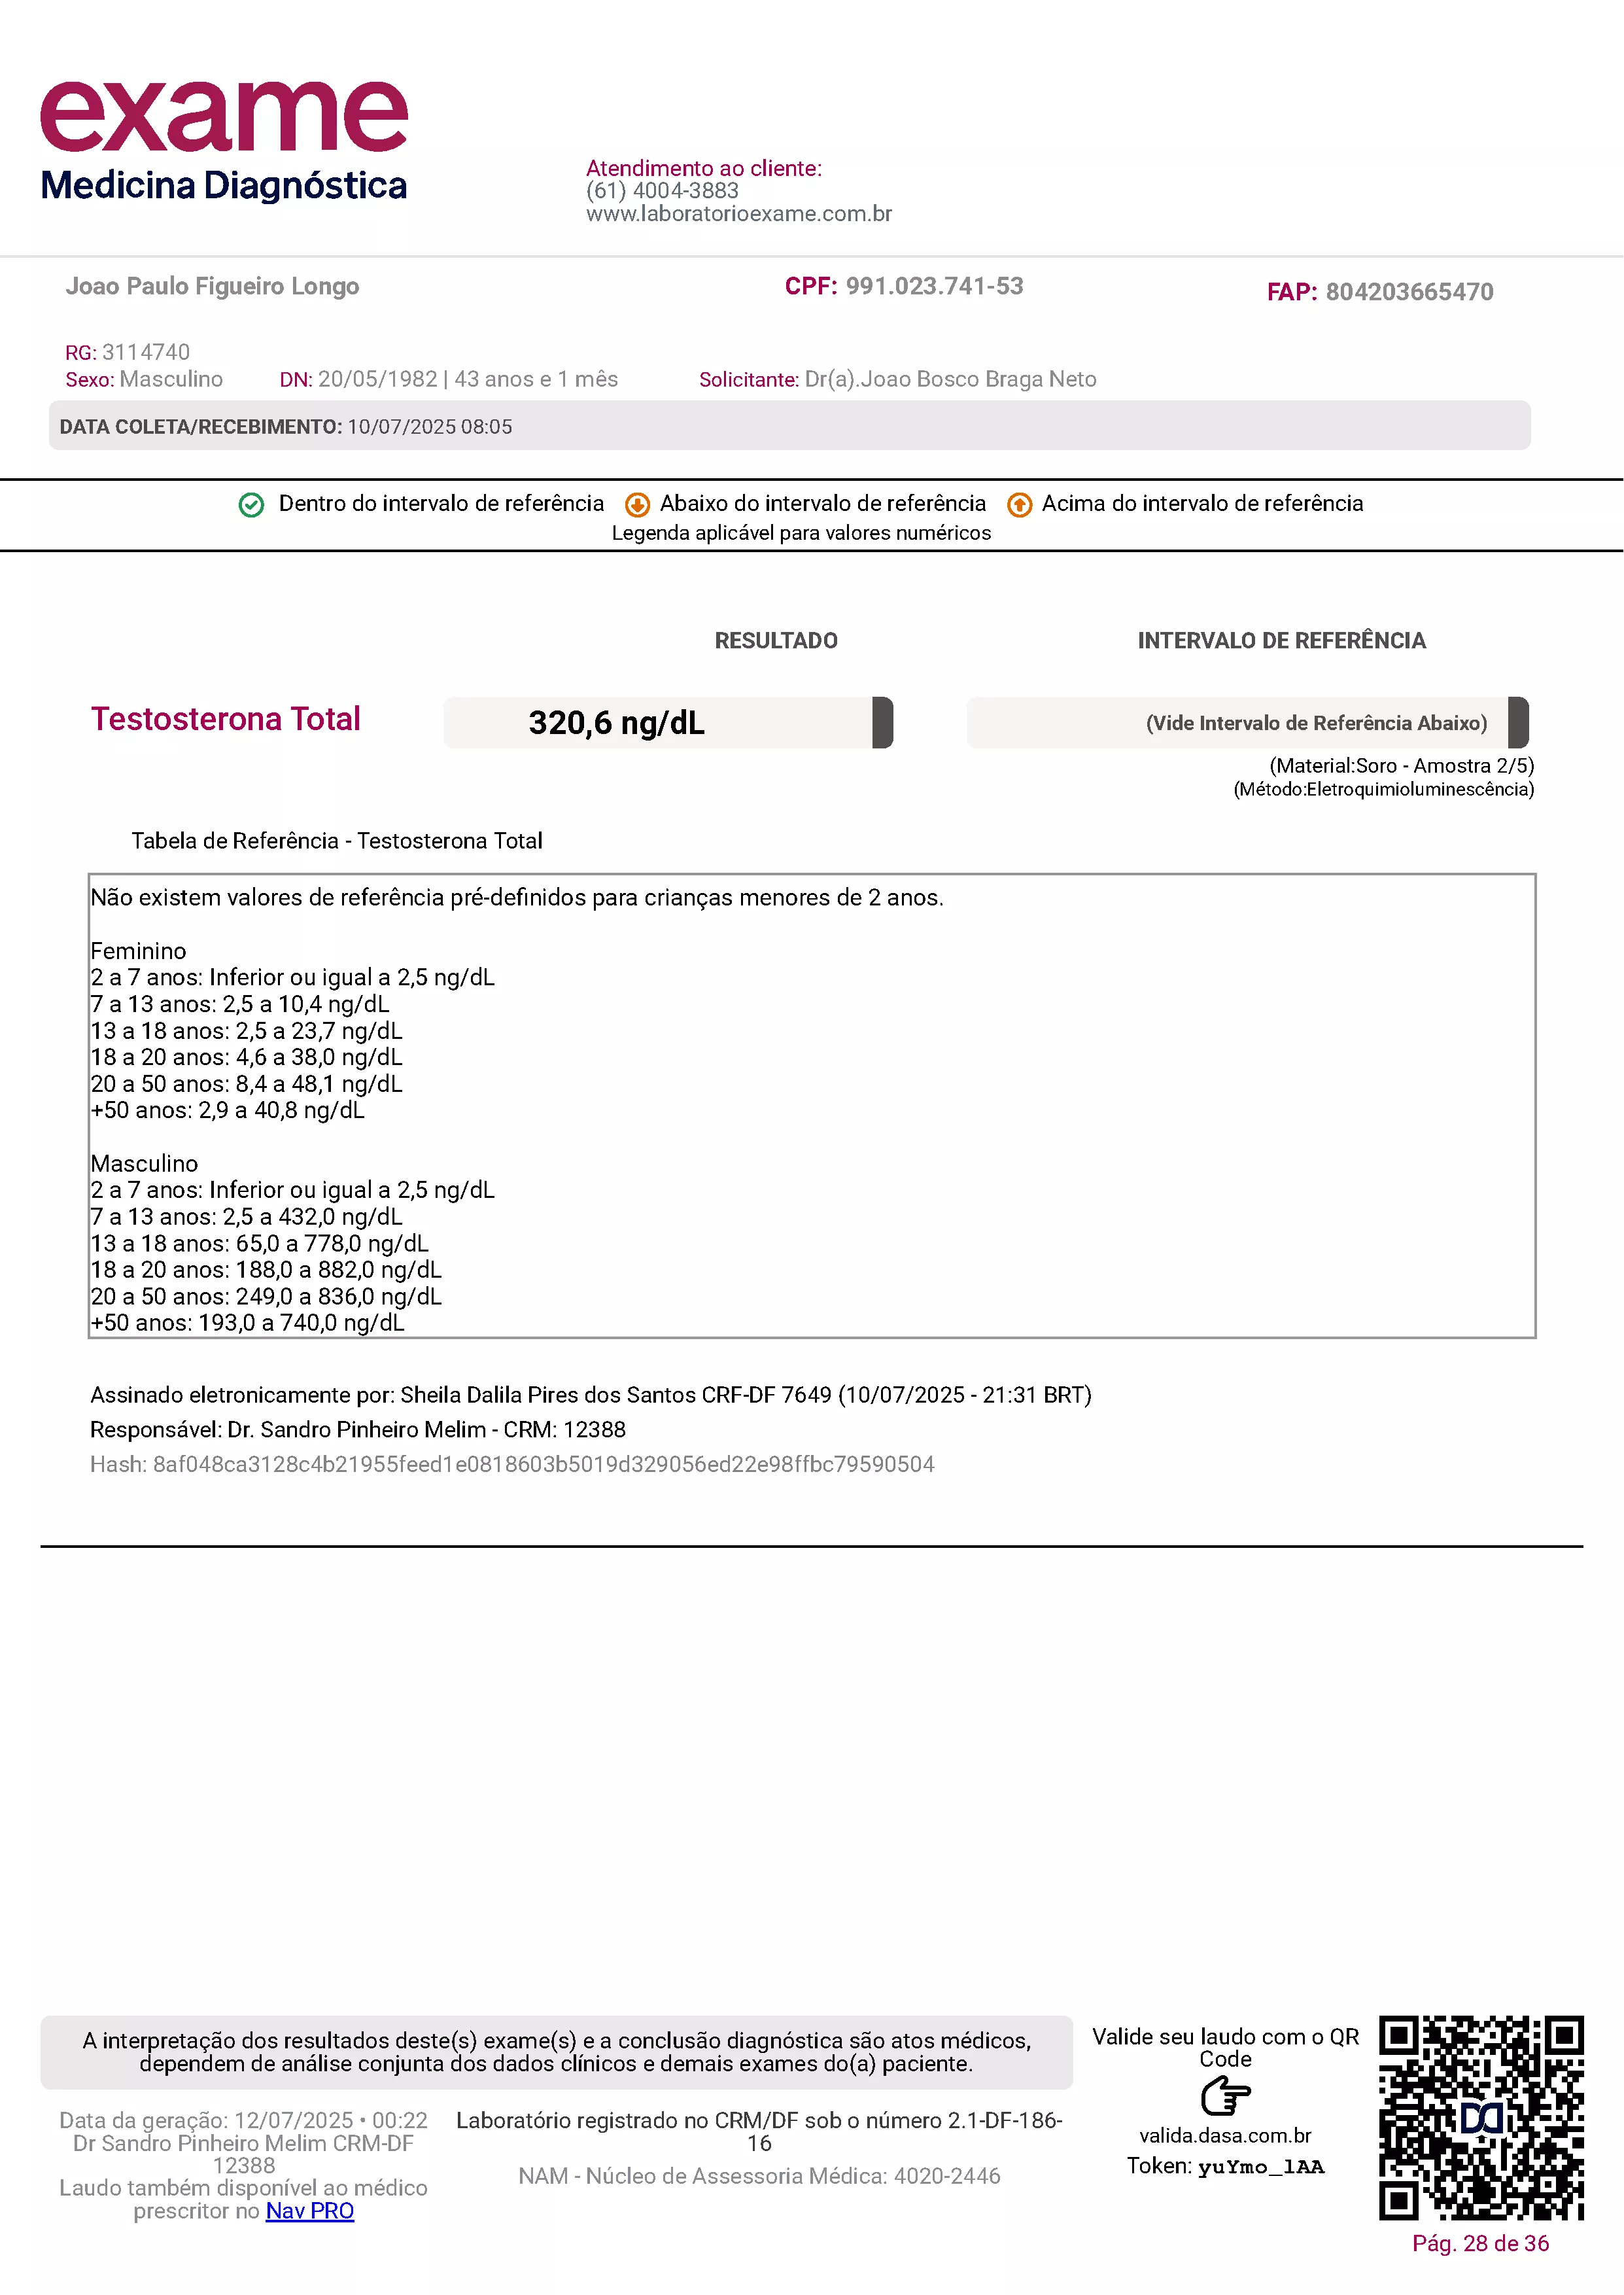 exame
Medicina Diagnóstica
Atendimento ao cliente:
(61) 4004-3883
www.laboratorioexame.com.br
Joao Paulo Figueiro Longo
CPF: 991.023.741-53
FAP: 804203665470
RG: 3114740
Sexo: Masculino DN: 20/05/1982 | 43 anos e 1 mês Solicitante: Dr(a).Joao Bosco Braga Neto
DATA COLETA/RECEBIMENTO: 10/07/2025 08:05
Dentro do intervalo de referência Abaixo do intervalo de referência Acima do intervalo de referência
Legenda aplicável para valores numéricos
RESULTADO INTERVALO DE REFERÊNCIA
Testosterona Total 320,6 ng/dL (Vide Intervalo de Referência Abaixo)
(Material:Soro - Amostra 2/5)
(Método:Eletroquimioluminescência)
Tabela de Referência - Testosterona Total
Não existem valores de referência pré-definidos para crianças menores de 2 anos.
Feminino
2 a 7 anos: Inferior ou igual a 2,5 ng/dL
7 a 13 anos: 2,5 a 10,4 ng/dL
13 a 18 anos: 2,5 a 23,7 ng/dL
18 a 20 anos: 4,6 a 38,0 ng/dL
20 a 50 anos: 8,4 a 48,1 ng/dL
+50 anos: 2,9 a 40,8 ng/dL
Masculino
2 a 7 anos: Inferior ou igual a 2,5 ng/dL
7 a 13 anos: 2,5 a 432,0 ng/dL
13 a 18 anos: 65,0 a 778,0 ng/dL
18 a 20 anos: 188,0 a 882,0 ng/dL
20 a 50 anos: 249,0 a 836,0 ng/dL
+50 anos: 193,0 a 740,0 ng/dL
Assinado eletronicamente por: Sheila Dalila Pires dos Santos CRF-DF 7649 (10/07/2025 - 21:31 BRT)
Responsável: Dr. Sandro Pinheiro Melim - CRM: 12388
Hash: 8af048ca3128c4b21955feed1e0818603b5019d329056ed22e98ffbc79590504
A interpretação dos resultados deste(s) exame(s) e a conclusão diagnóstica são atos médicos,
dependem de análise conjunta dos dados clínicos e demais exames do(a) paciente.
Data da geração: 12/07/2025 • 00:22
Dr Sandro Pinheiro Melim CRM-DF
12388
Laudo também disponível ao médico
prescritor no Nav PRO
Laboratório registrado no CRM/DF sob o número 2.1-DF-186-
16
NAM - Núcleo de Assessoria Médica: 4020-2446
Valide seu laudo com o QR
Code
valida.dasa.com.br
Token: yuYmo_lAA
Pág. 28 de 36